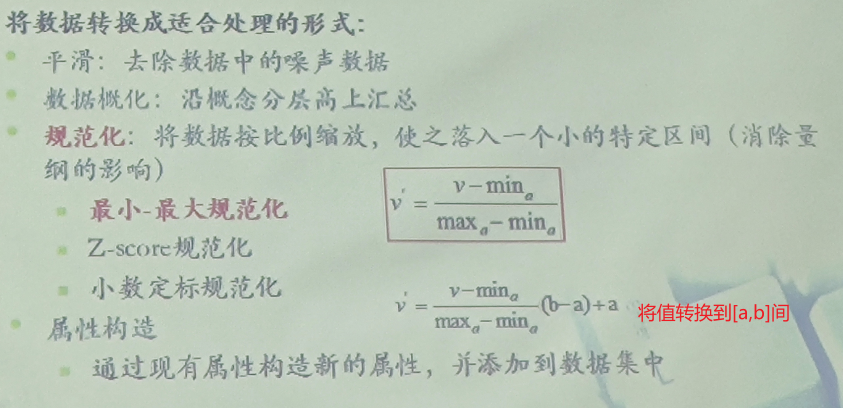 将数据转换成适合处理的形式:
平滑：去除数据中的噪声数据
数据概化：沿概念分层高上汇总
规范化：将数据按比例缩放，使之落入一个小的特定区间（消除量
纲的影响）
最小-最大规范化
v' = (v-min_a)/(max_a-min_a)
Z-score规范化
小数定标规范化
v' = (v-min_a)/(max_a-min_a)(b-a)+a
将值转换到[a,b]间
属性构造
通过现有属性构造新的属性，并添加到数据集中